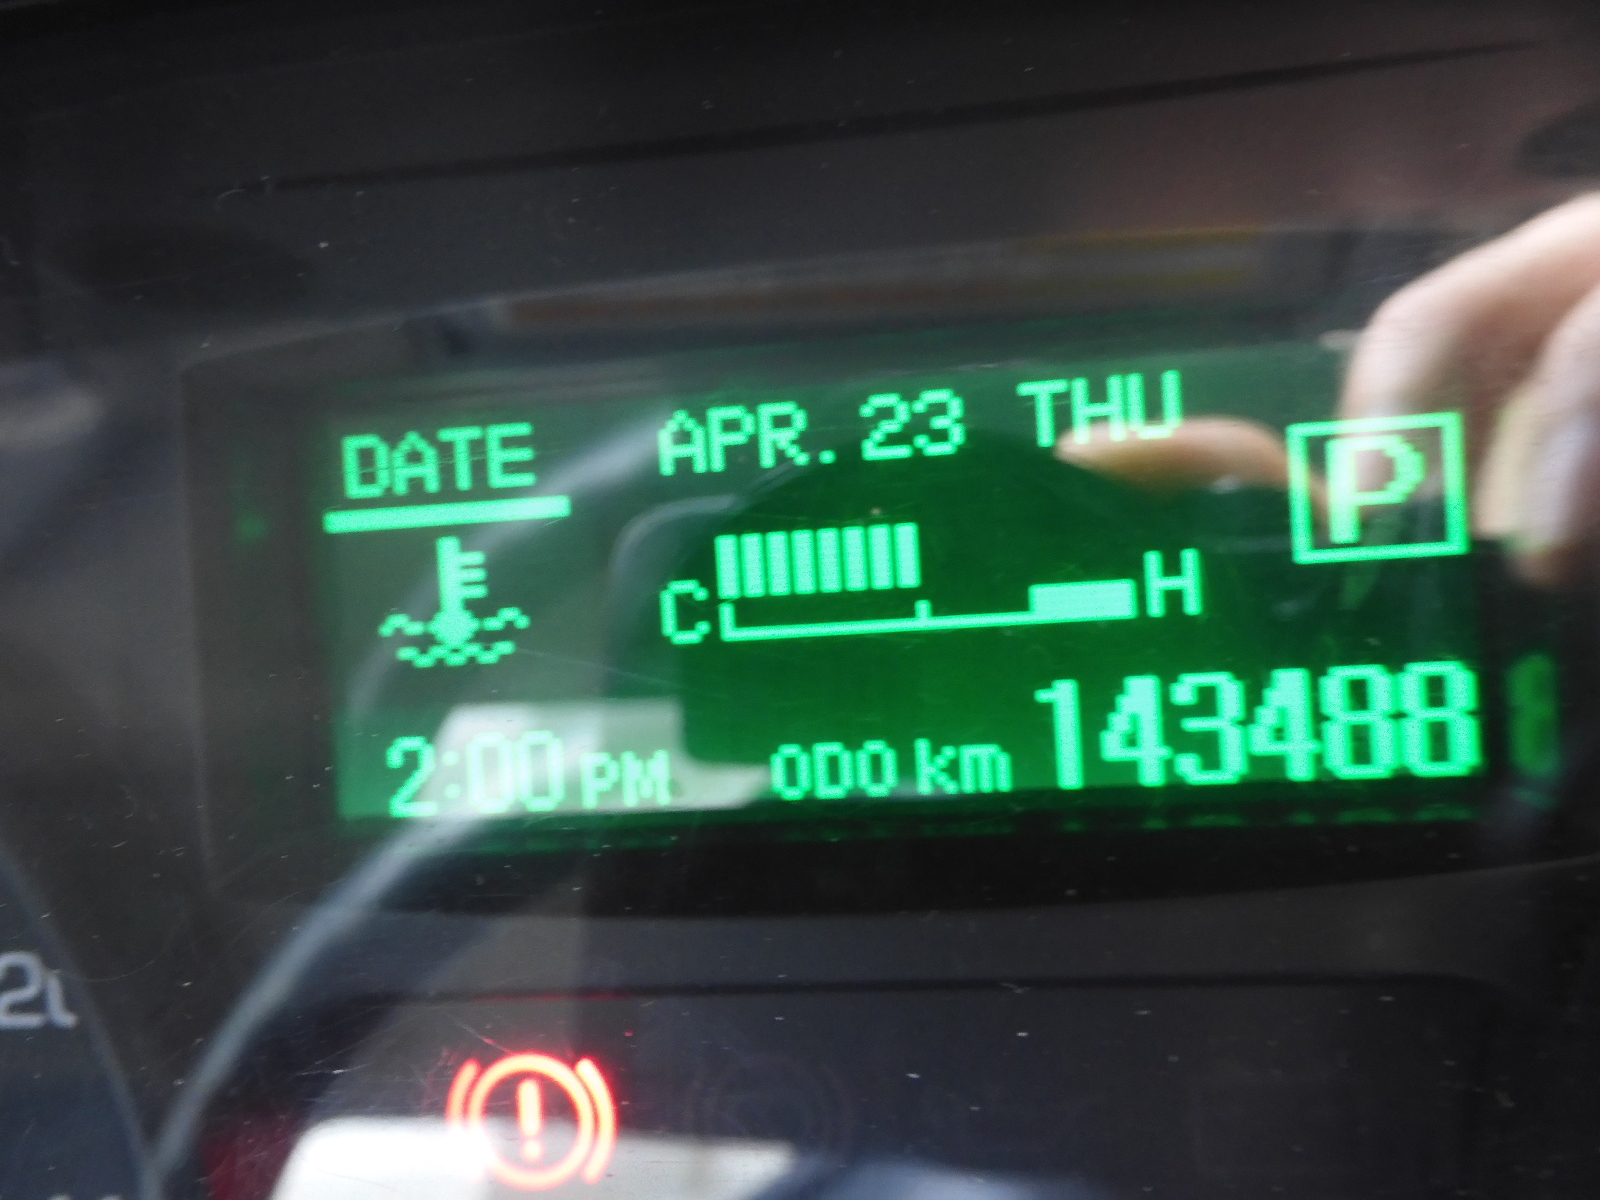 DATE APR. 23 THU P
C H
2:00 PM ODO km 143488
!